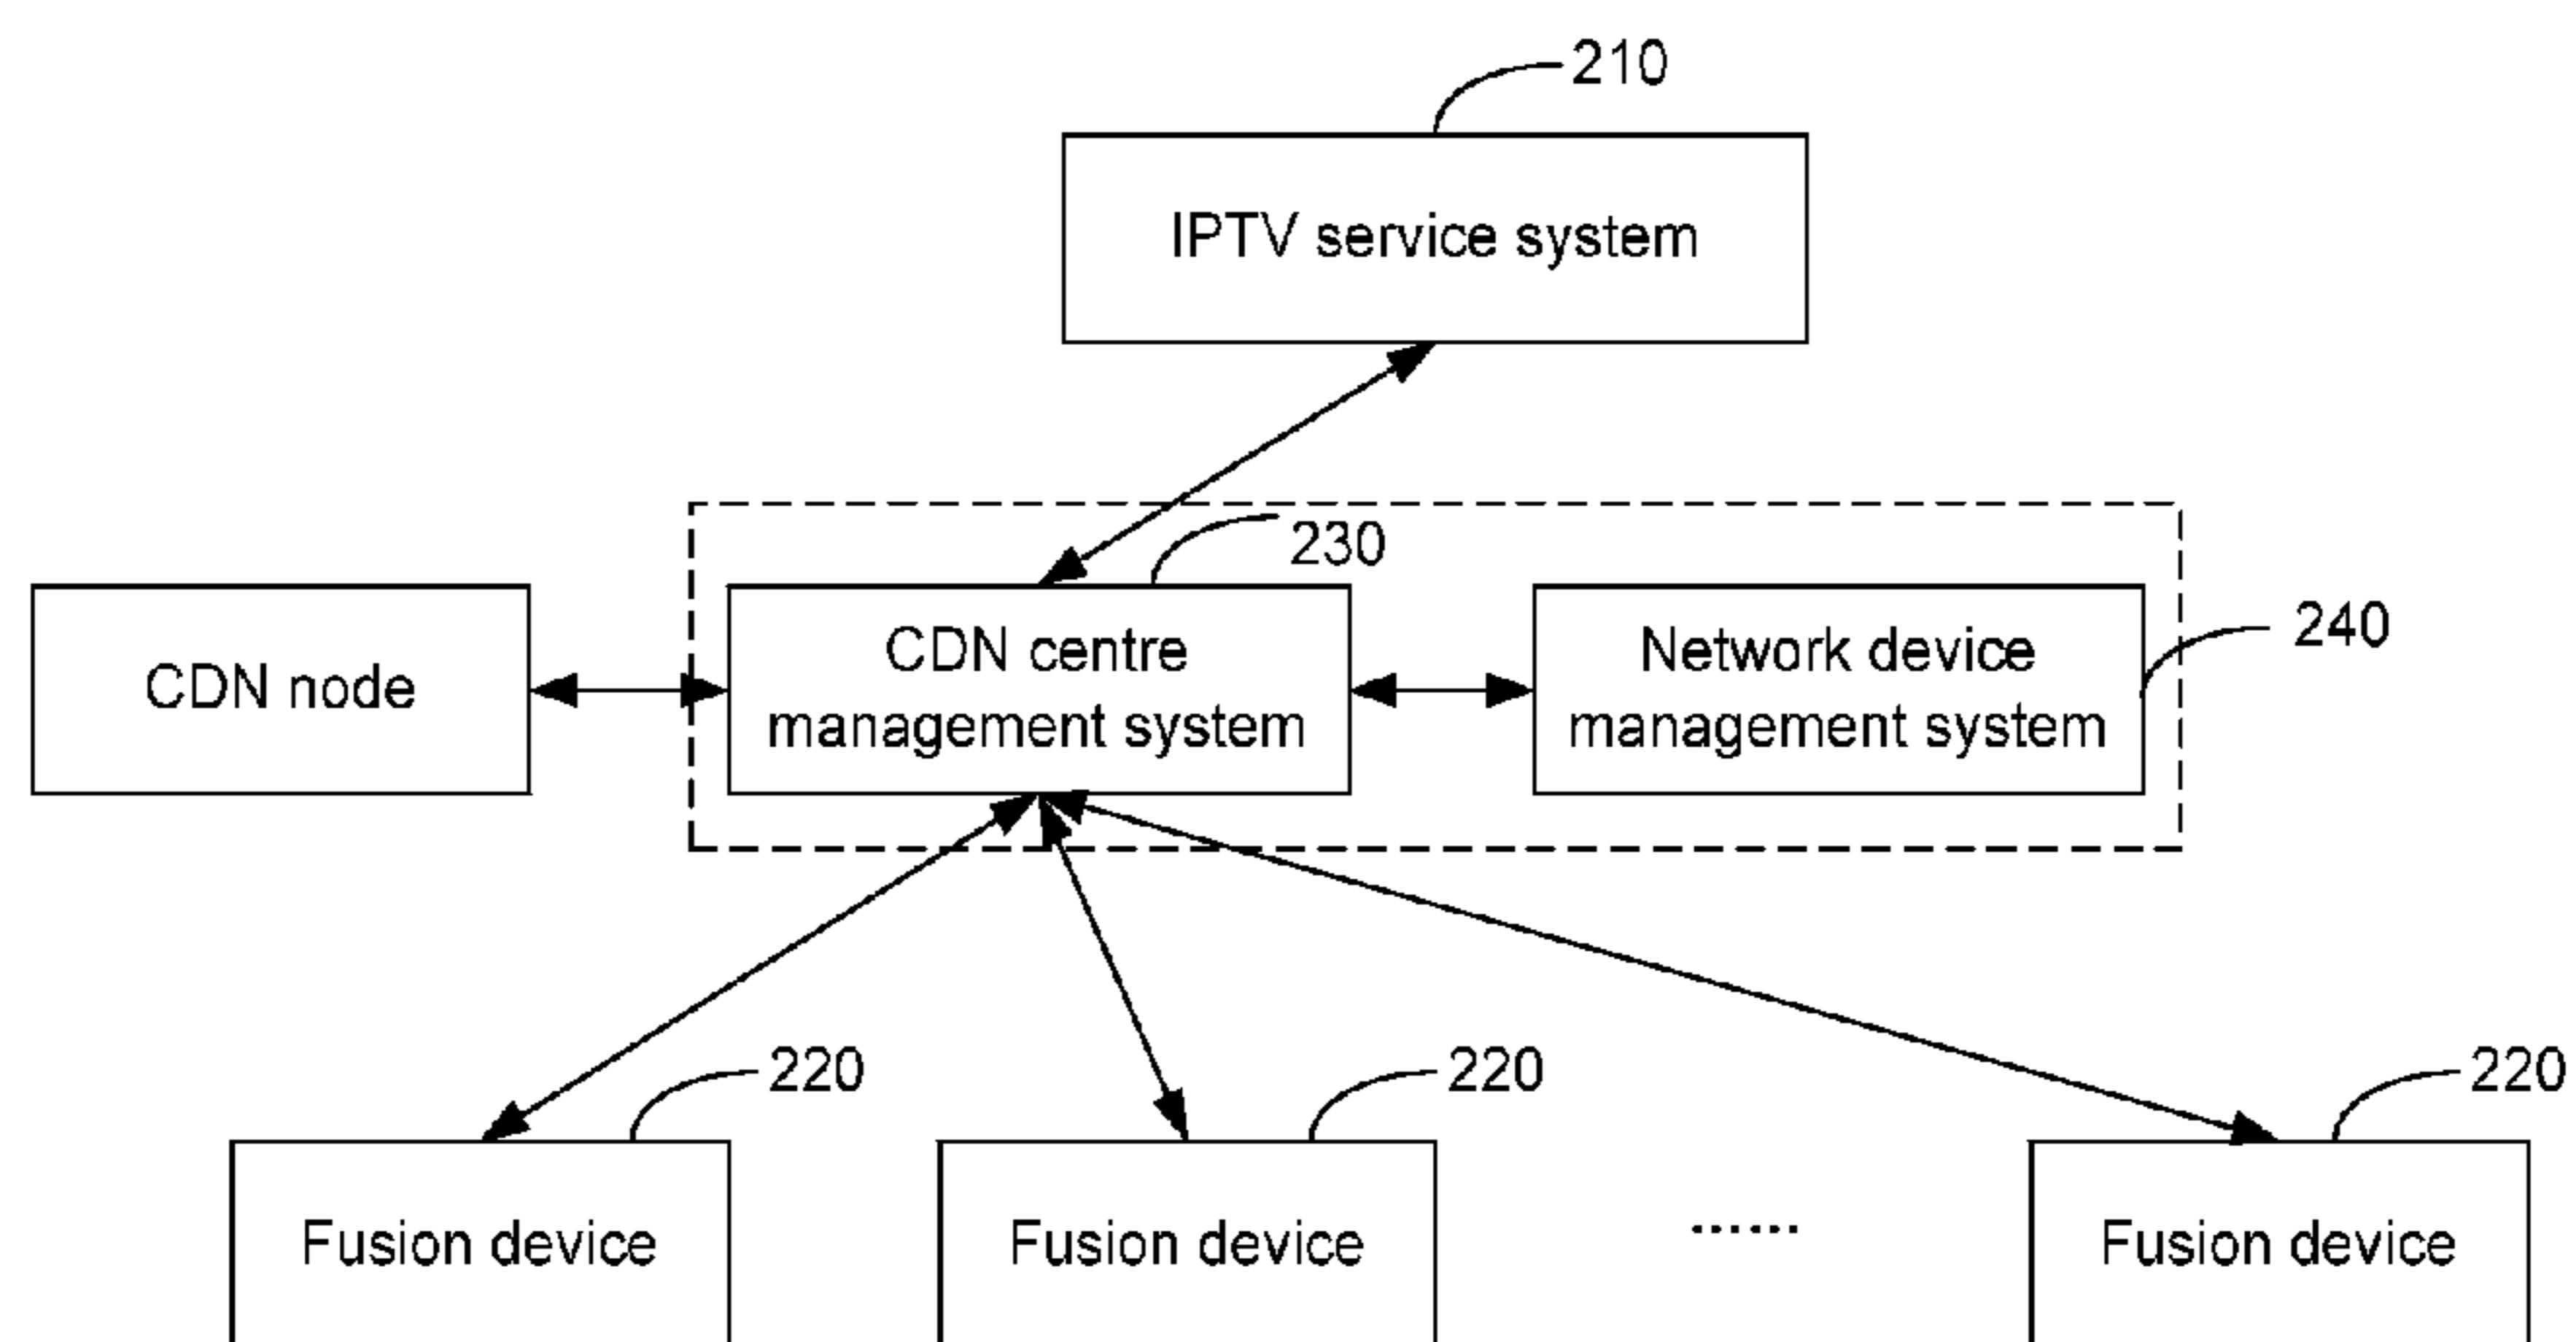 210
IPTV service system
230
CDN node
CDN centre
management system
Network device
management system
240
220
220
220
Fusion device
Fusion device
......
Fusion device